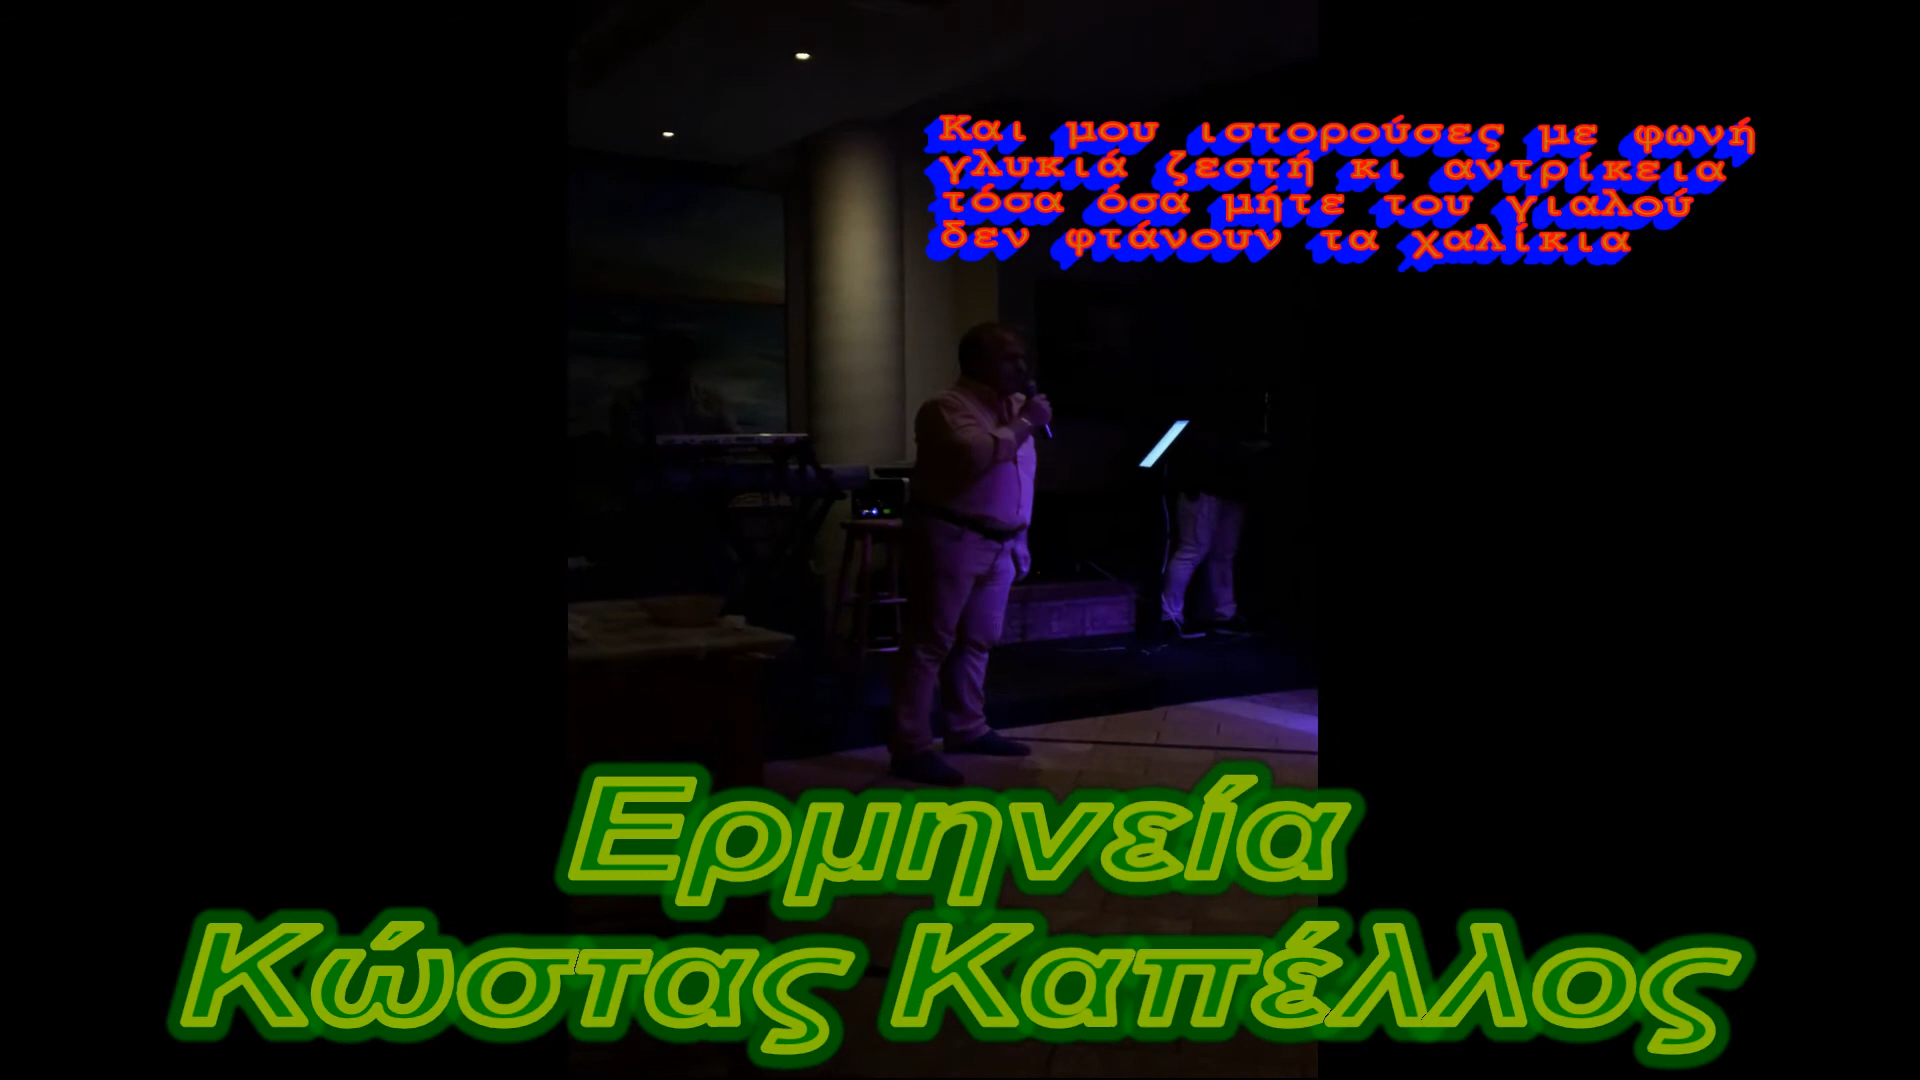 Και μου ιστορούσες με φωνή
γλυκιά ζεστή κι αντρίκεια
τόσα όσα μήτε του γιαλού
δεν φτάνουν τα χαλίκια
Ερμηνεία
Κώστας Καπέλλος